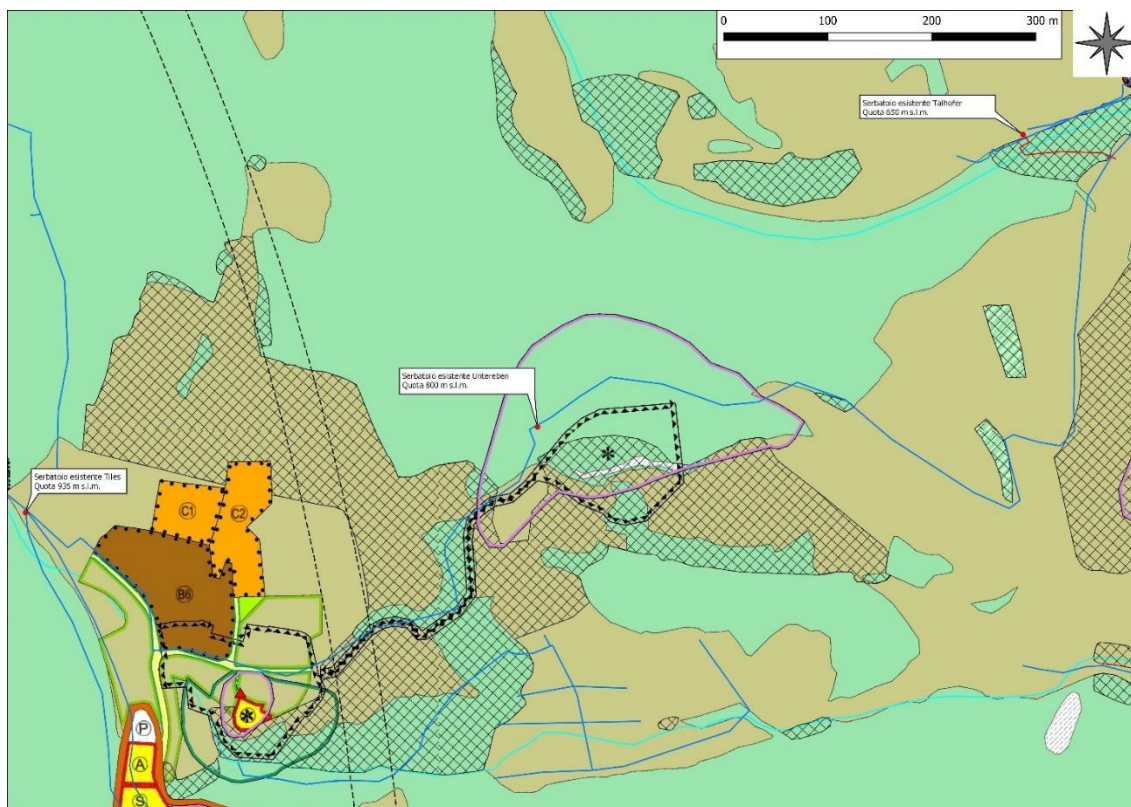 0 100 200 300 m
Serbatoio esistente Talhofer
Quota 650 m s.l.m.
Serbatoio esistente Untereben
Quota 800 m s.l.m.
Serbatoio esistente Tiles
Quota 935 m s.l.m.
C1
C2
B6
P
A
S